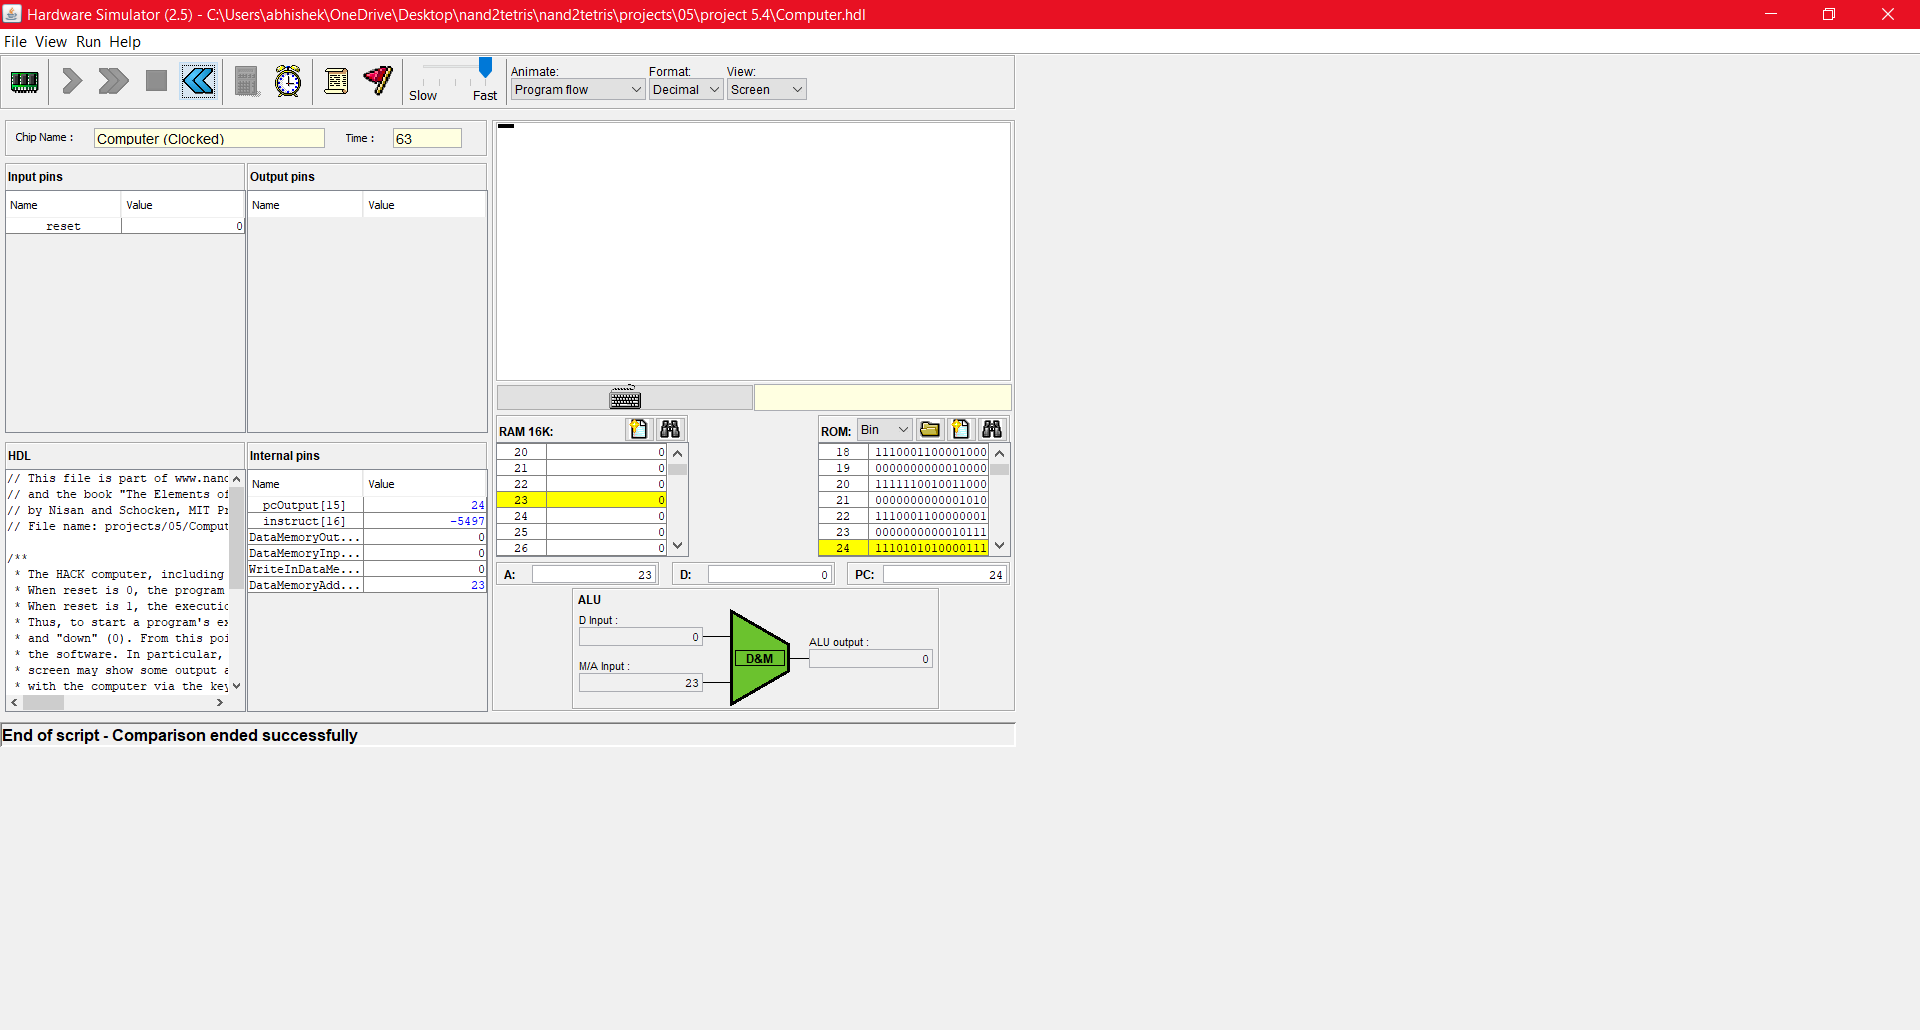 Hardware Simulator (2.5) - C:\Users\abhishek\OneDrive\Desktop\nand2tetris\nand2tetris\projects\05\project 5.4\Computer.hdl
File View Run Help
Slow Fast
Animate: Format: View:
Program flow Decimal Screen
Chip Name : Computer (Clocked) Time : 63
Input pins
Name Value
reset 0
Output pins
Name Value
HDL
// This file is part of www.nand
// and the book "The Elements of
// by Nisan and Schocken, MIT Pr
// File name: projects/05/Comput
/**
* The HACK computer, including
* When reset is 0, the program
* When reset is 1, the executio
* Thus, to start a program's ex
* and "down" (0). From this poi
* the software. In particular,
* screen may show some output a
* with the computer via the key
Internal pins
Name Value
pcOutput[15] 24
instruct[16] -5497
DataMemoryOut... 0
DataMemoryInp... 0
WriteInDataMe... 0
DataMemoryAdd... 23
RAM 16K:
20 0
21 0
22 0
23 0
24 0
25 0
26 0
ROM: Bin
18 1110001100001000
19 0000000000010000
20 1111110010011000
21 0000000000001010
22 1110001100000001
23 0000000000010111
24 1110101010000111
A: 23 D: 0 PC: 24
ALU
D Input :
0
M/A Input :
23
D&M
ALU output :
0
End of script - Comparison ended successfully